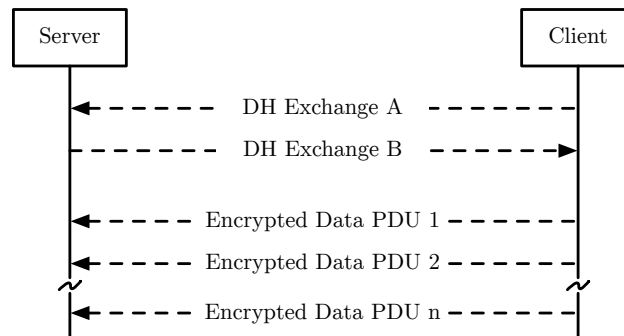 Server
Client
DH Exchange A
DH Exchange B
Encrypted Data PDU 1
Encrypted Data PDU 2
Encrypted Data PDU n